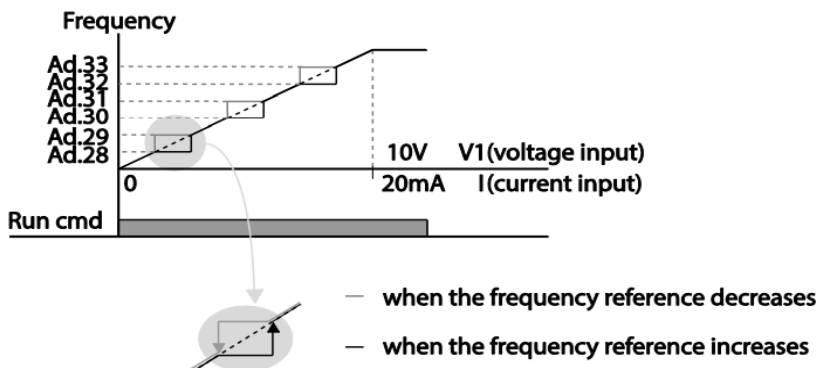 Frequency
Ad.33
Ad.32
Ad.31
Ad.30
Ad.29
Ad.28
10V V1(voltage input)
0 20mA I(current input)
Run cmd
when the frequency reference decreases
when the frequency reference increases